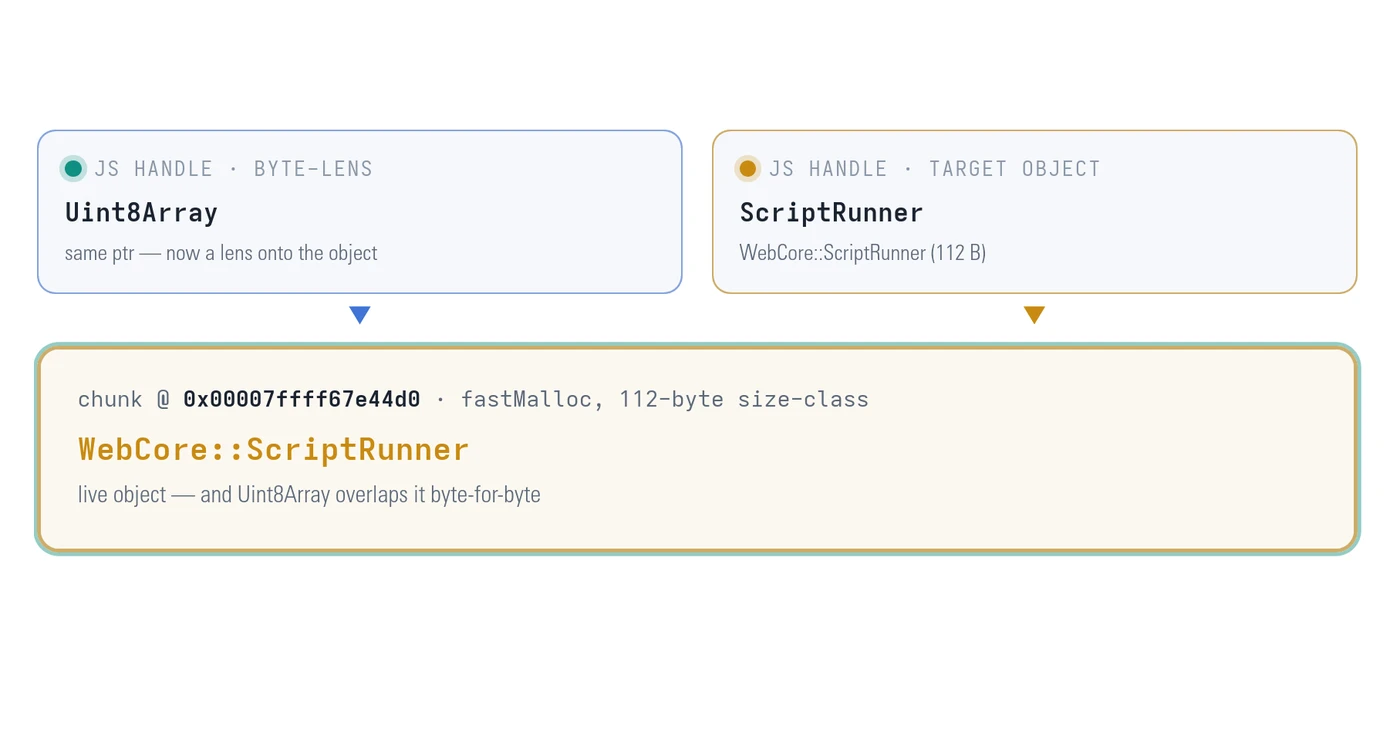 JS HANDLE · BYTE-LENS
Uint8Array
same ptr — now a lens onto the object
JS HANDLE · TARGET OBJECT
ScriptRunner
WebCore::ScriptRunner (112 B)
chunk @ 0x00007ffff67e44d0 · fastMalloc, 112-byte size-class
WebCore::ScriptRunner
live object — and Uint8Array overlaps it byte-for-byte